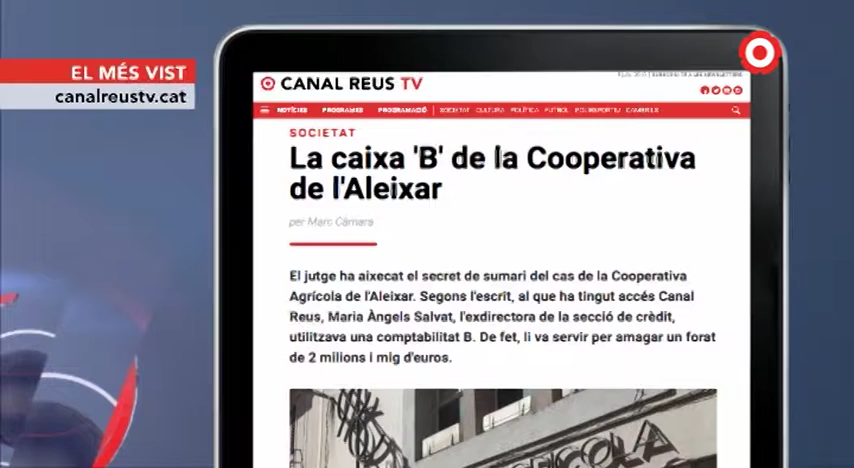 EL MÉS VIST
canalreustv.cat
CANAL REUS TV
NOTÍCIES PROGRAMES PROGRAMACIÓ SOCIETAT CULTURA POLÍTICA FUTBOL POLIESPORTIU CAMBRILS
SOCIETAT
La caixa 'B' de la Cooperativa
de l'Aleixar
per Marc Càmara
El jutge ha aixecat el secret de sumari del cas de la Cooperativa
Agrícola de l'Aleixar. Segons l'escrit, al que ha tingut accés Canal
Reus, Maria Àngels Salvat, l'exdirectora de la secció de crèdit,
utilitzava una comptabilitat B. De fet, li va servir per amagar un forat
de 2 milions i mig d'euros.